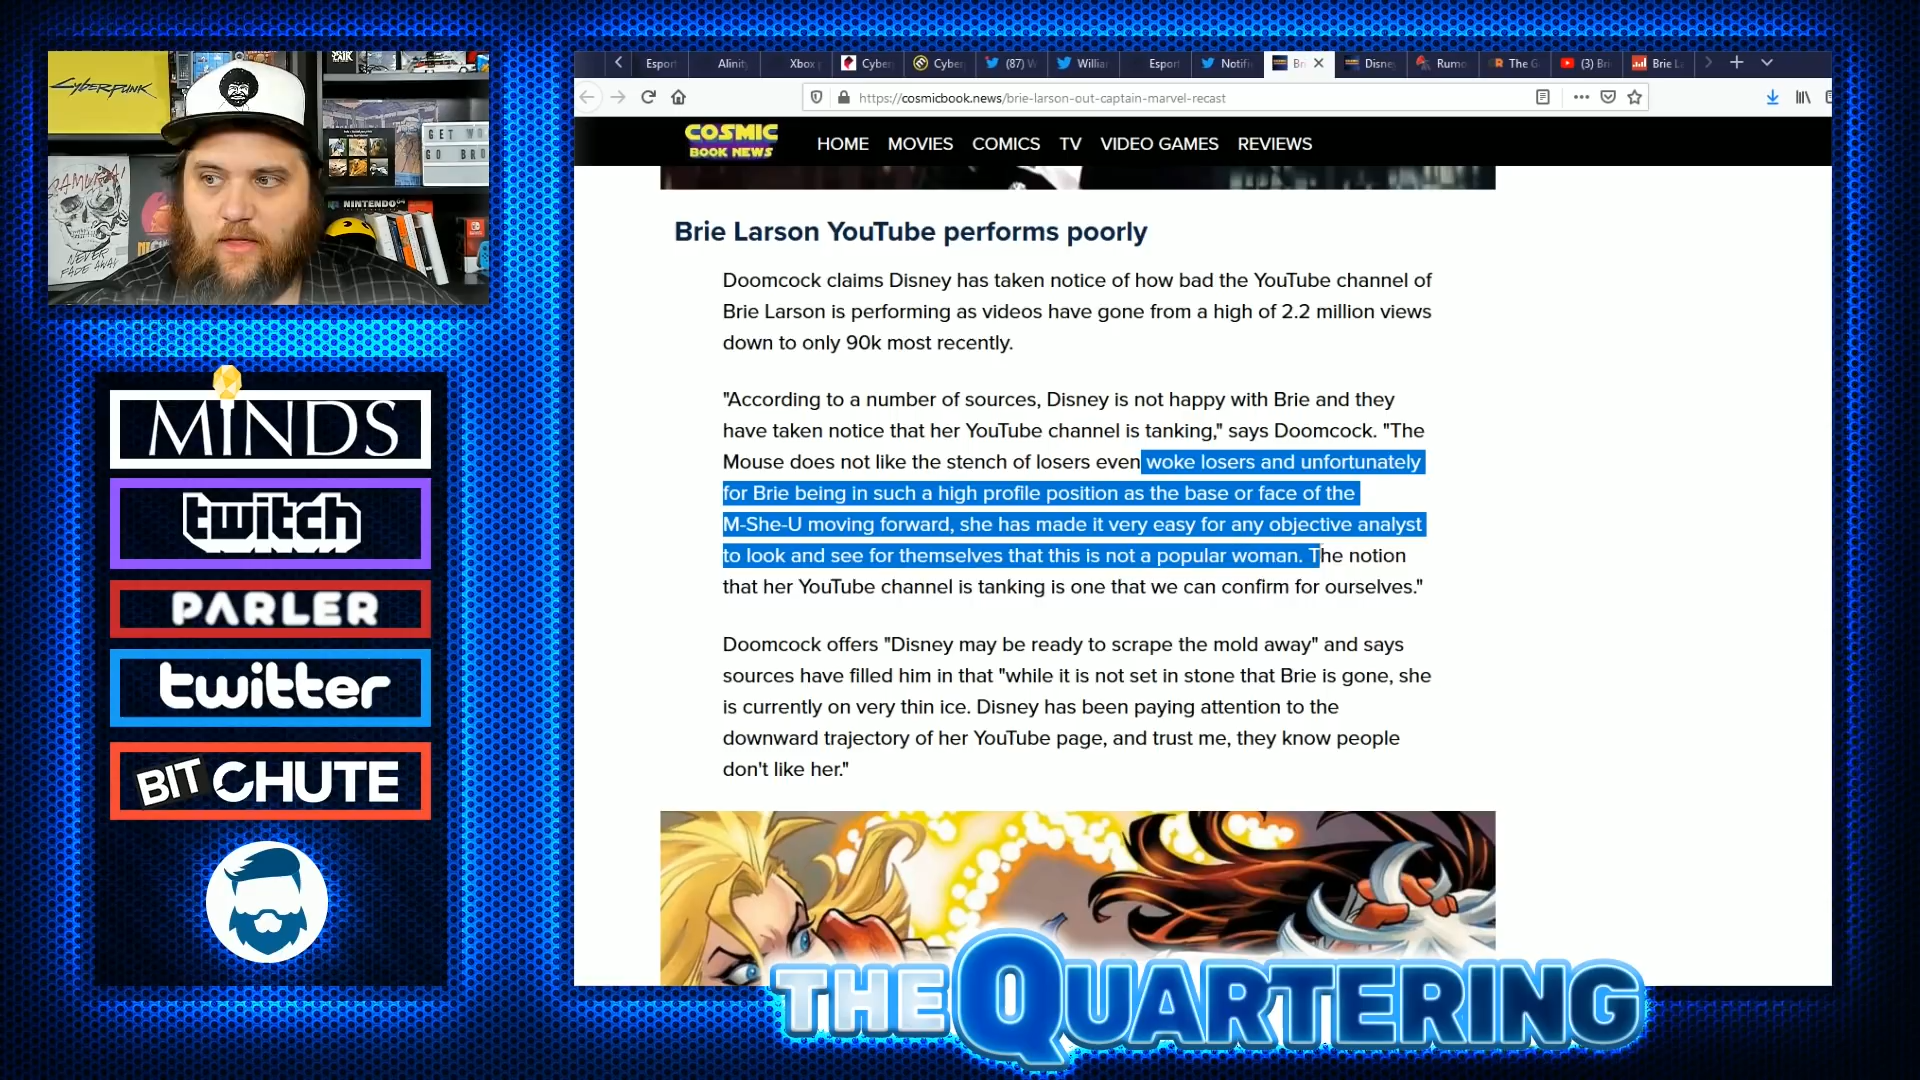 CYBERPUNK
SAMURAI
NEVER
FADE AWAY
GET WO
GO BRO
NINTENDO
MINDS
twitch
PARLER
twitter
BIT CHUTE
Esport
Alinity
Xbox
Cyber
Cyber
(87) W
Willia
Esport
Notifi
Br
Disne
Rumo
The G
(3) Bri
Brie L
https://cosmicbook.news/brie-larson-out-captain-marvel-recast
COSMIC
BOOK NEWS
HOME MOVIES COMICS TV VIDEO GAMES REVIEWS
Brie Larson YouTube performs poorly
Doomcock claims Disney has taken notice of how bad the YouTube channel of
Brie Larson is performing as videos have gone from a high of 2.2 million views
down to only 90k most recently.
"According to a number of sources, Disney is not happy with Brie and they
have taken notice that her YouTube channel is tanking," says Doomcock. "The
Mouse does not like the stench of losers even woke losers and unfortunately
for Brie being in such a high profile position as the base or face of the
M-She-U moving forward, she has made it very easy for any objective analyst
to look and see for themselves that this is not a popular woman. The notion
that her YouTube channel is tanking is one that we can confirm for ourselves."
Doomcock offers "Disney may be ready to scrape the mold away" and says
sources have filled him in that "while it is not set in stone that Brie is gone, she
is currently on very thin ice. Disney has been paying attention to the
downward trajectory of her YouTube page, and trust me, they know people
don't like her."
THE QUARTERING